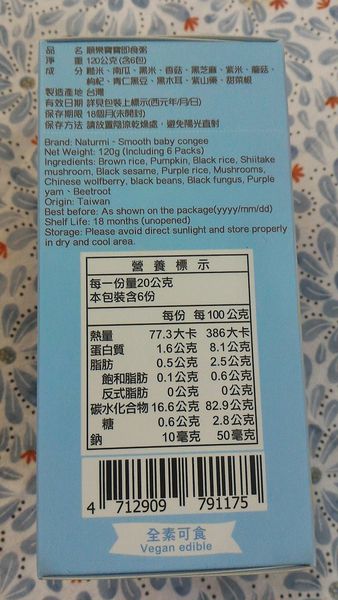 品　　名 願果寶寶即食粥
淨　　重 120公克 (含6包)
成　　分 糙米、南瓜、黑米、香菇、黑芝麻、紫米、蘑菇、
枸杞、青仁黑豆、黑木耳、紫山藥、甜菜根
製造產地 台灣
有效日期 詳見包裝上標示(西元年/月/日)
保存期限 18個月(未開封)
保存方法 請放置陰涼乾燥處，避免陽光直射
Brand: Naturmi、Smooth baby congee
Net Weight: 120g (Including 6 Packs)
Ingredients: Brown rice, Pumpkin, Black rice, Shiitake
mushroom, Black sesame, Purple rice, Mushrooms,
Chinese wolfberry, black beans, Black fungus, Purple
yam、Beetroot
Origin: Taiwan
Best before: As shown on the package(yyyy/mm/dd)
Shelf Life: 18 months (unopened)
Storage: Please avoid direct sunlight and store properly
in dry and cool area.
營養標示
每一份量20公克
本包裝含6份
每份 每100公克
熱量 77.3大卡 386大卡
蛋白質 1.6公克 8.1公克
脂肪 0.5公克 2.5公克
飽和脂肪 0.1公克 0.6公克
反式脂肪 0公克 0公克
碳水化合物 16.6公克 82.9公克
糖 0.6公克 2.8公克
鈉 10毫克 50毫克
4 712909 791175
全素可食
Vegan edible